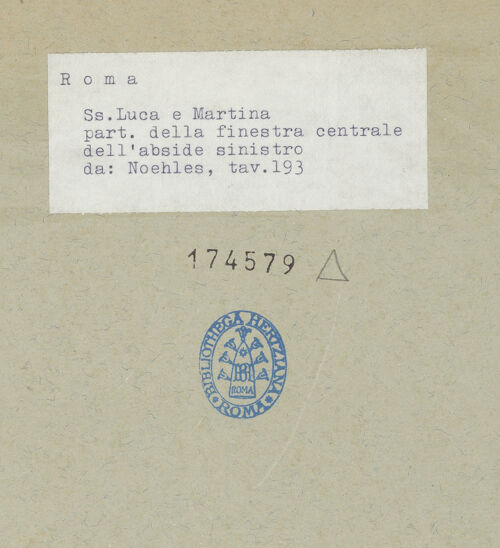 Roma
Ss.Luca e Martina
part. della finestra centrale
dell'abside sinistro
da: Noehles, tav.193
174579
BIBLIOTHECA HERTZIANA
ROMA
ROMA